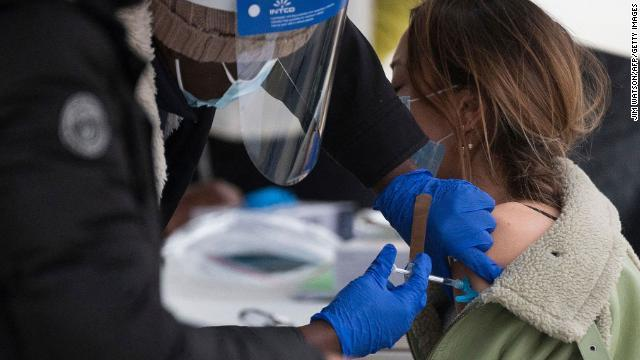 INTCO
JIM WATSON/AFP/GETTY IMAGES